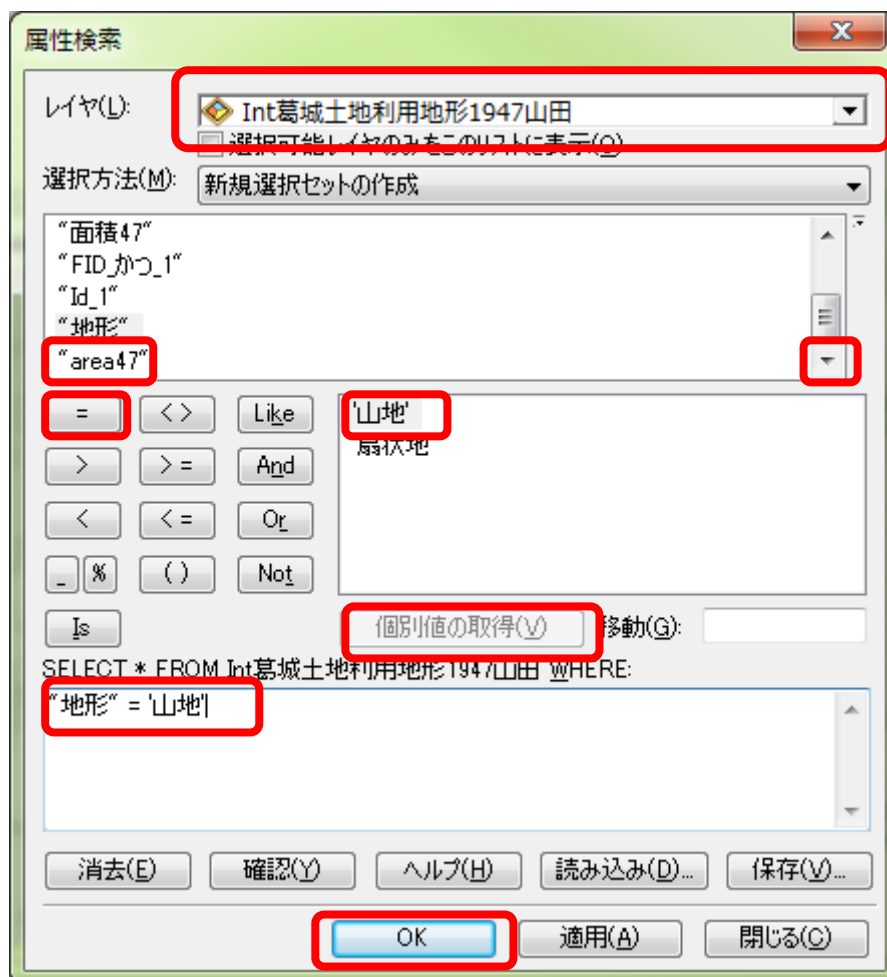 属性検索
レイヤ(L):
Int葛城土地利用地形1947山田
選択可能レイヤのみをこのリストに表示(O)
選択方法(M):
新規選択セットの作成
"面積47"
"FID_かつ_1"
"Id_1"
"地形"
"area47"
= <> Like
'山地'
扇状地
> >= And
< <= Or
_ % () Not
Is
個別値の取得(V)
移動(G):
SELECT * FROM Int葛城土地利用地形1947山田 WHERE:
"地形" = '山地'
消去(E) 確認(Y) ヘルプ(H) 読み込み(D)... 保存(V)...
OK 適用(A) 閉じる(C)